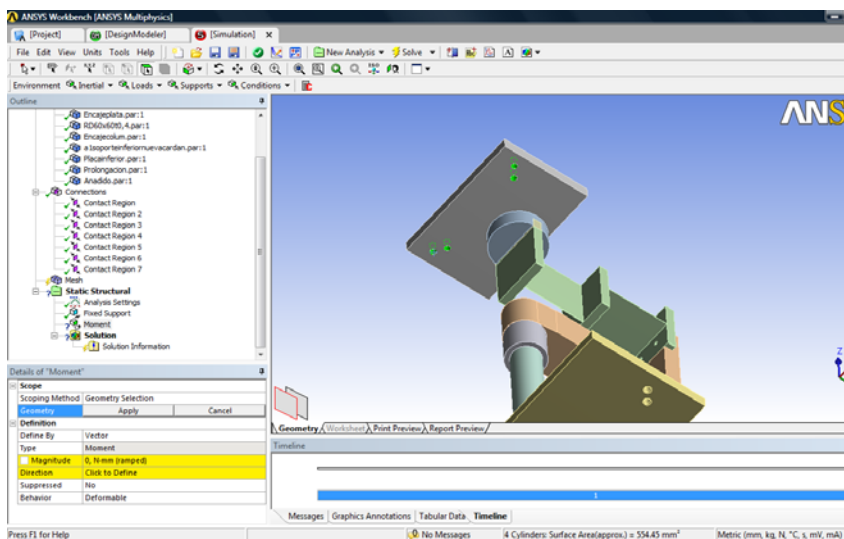 ANSYS Workbench [ANSYS Multiphysics]
[Project] [DesignModeler] [Simulation] x
File Edit View Units Tools Help New Analysis Solve
Environment Inertial Loads Supports Conditions
Outline
Encajeplata.par:1
RD60x60t0,4.par:1
Encajecolum.par:1
a1soporteinferiornuevacardan.par:1
Placainferior.par:1
Prolongacion.par:1
Anadido.par:1
Connections
Contact Region
Contact Region 2
Contact Region 3
Contact Region 4
Contact Region 5
Contact Region 6
Contact Region 7
Mesh
Static Structural
Analysis Settings
Fixed Support
Moment
Solution
Solution Information
ANS
Z
Geometry Worksheet Print Preview Report Preview
Details of "Moment"
Scope
Scoping Method Geometry Selection
Geometry Apply Cancel
Definition
Define By Vector
Type Moment
Magnitude 0, N·mm (ramped)
Direction Click to Define
Suppressed No
Behavior Deformable
Timeline
1
Messages Graphics Annotations Tabular Data Timeline
Press F1 for Help No Messages 4 Cylinders: Surface Area(approx.) = 554.45 mm² Metric (mm, kg, N, °C, s, mV, mA)